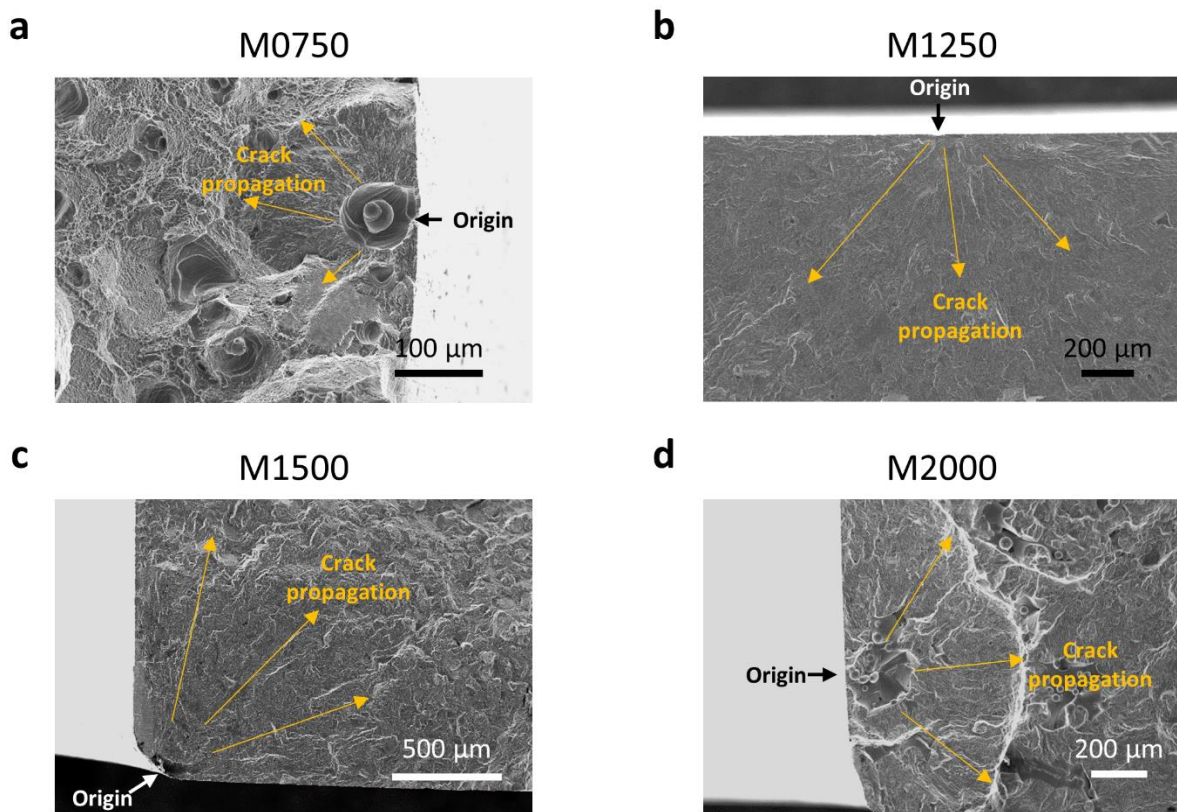 a
M0750
Crack
propagation
Origin
100 µm
b
M1250
Origin
Crack
propagation
200 µm
c
M1500
Crack
propagation
500 µm
Origin
d
M2000
Origin
Crack
propagation
200 µm